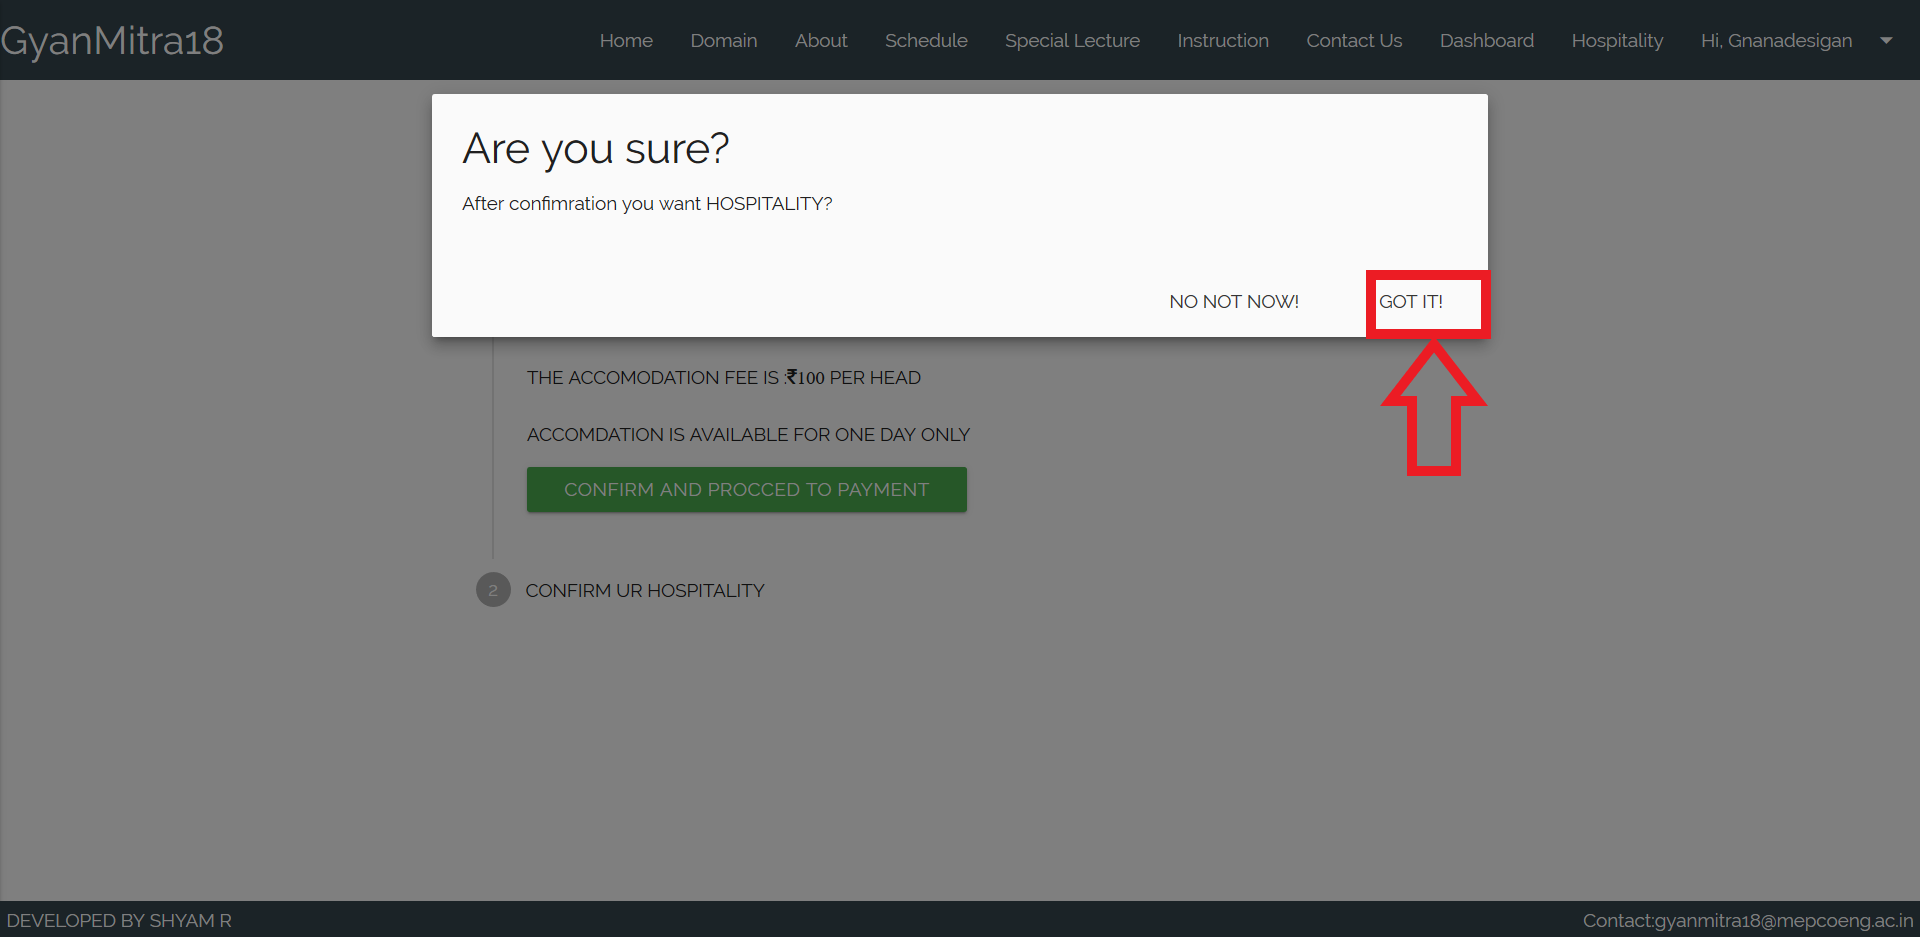 GyanMitra18
Home Domain About Schedule Special Lecture Instruction Contact Us Dashboard Hospitality Hi, Gnanadesigan
Are you sure?
After confimration you want HOSPITALITY?
NO NOT NOW! GOT IT!
THE ACCOMODATION FEE IS :₹100 PER HEAD
ACCOMDATION IS AVAILABLE FOR ONE DAY ONLY
CONFIRM AND PROCCED TO PAYMENT
2 CONFIRM UR HOSPITALITY
DEVELOPED BY SHYAM R Contact:gyanmitra18@mepcoeng.ac.in